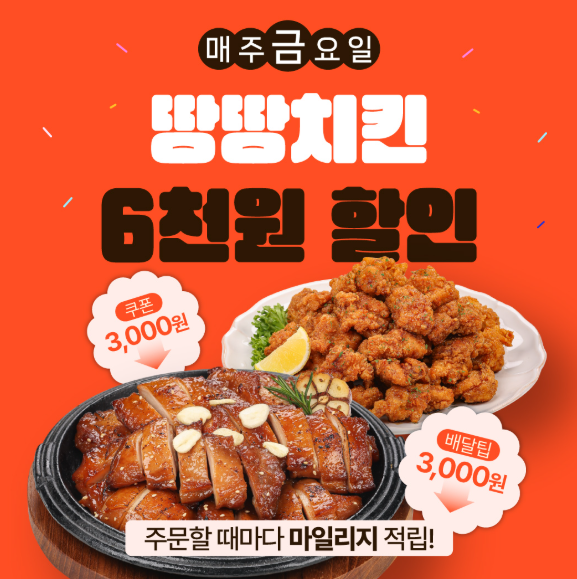 매주금요일
땅땅치킨
6천원 할인
쿠폰
3,000원
배달팁
3,000원
주문할 때마다 마일리지 적립!